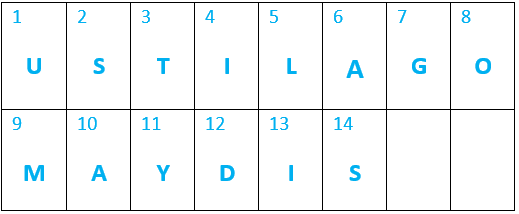 1 2 3 4 5 6 7 8
U S T I L A G O
9 10 11 12 13 14
M A Y D I S